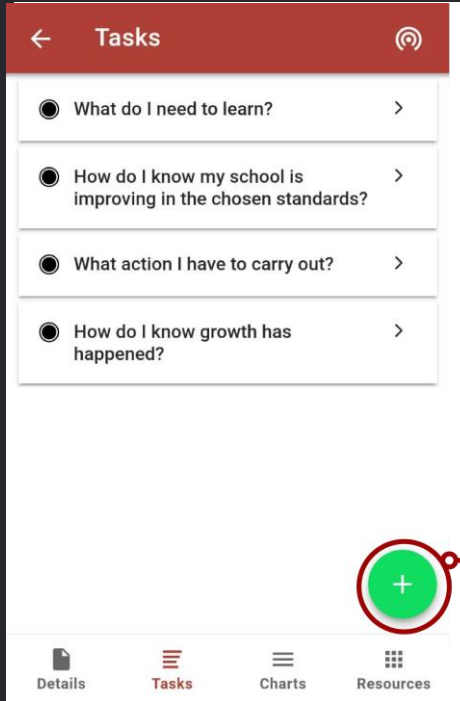 Tasks
What do I need to learn?
How do I know my school is
improving in the chosen standards?
What action I have to carry out?
How do I know growth has
happened?
Details Tasks Charts Resources